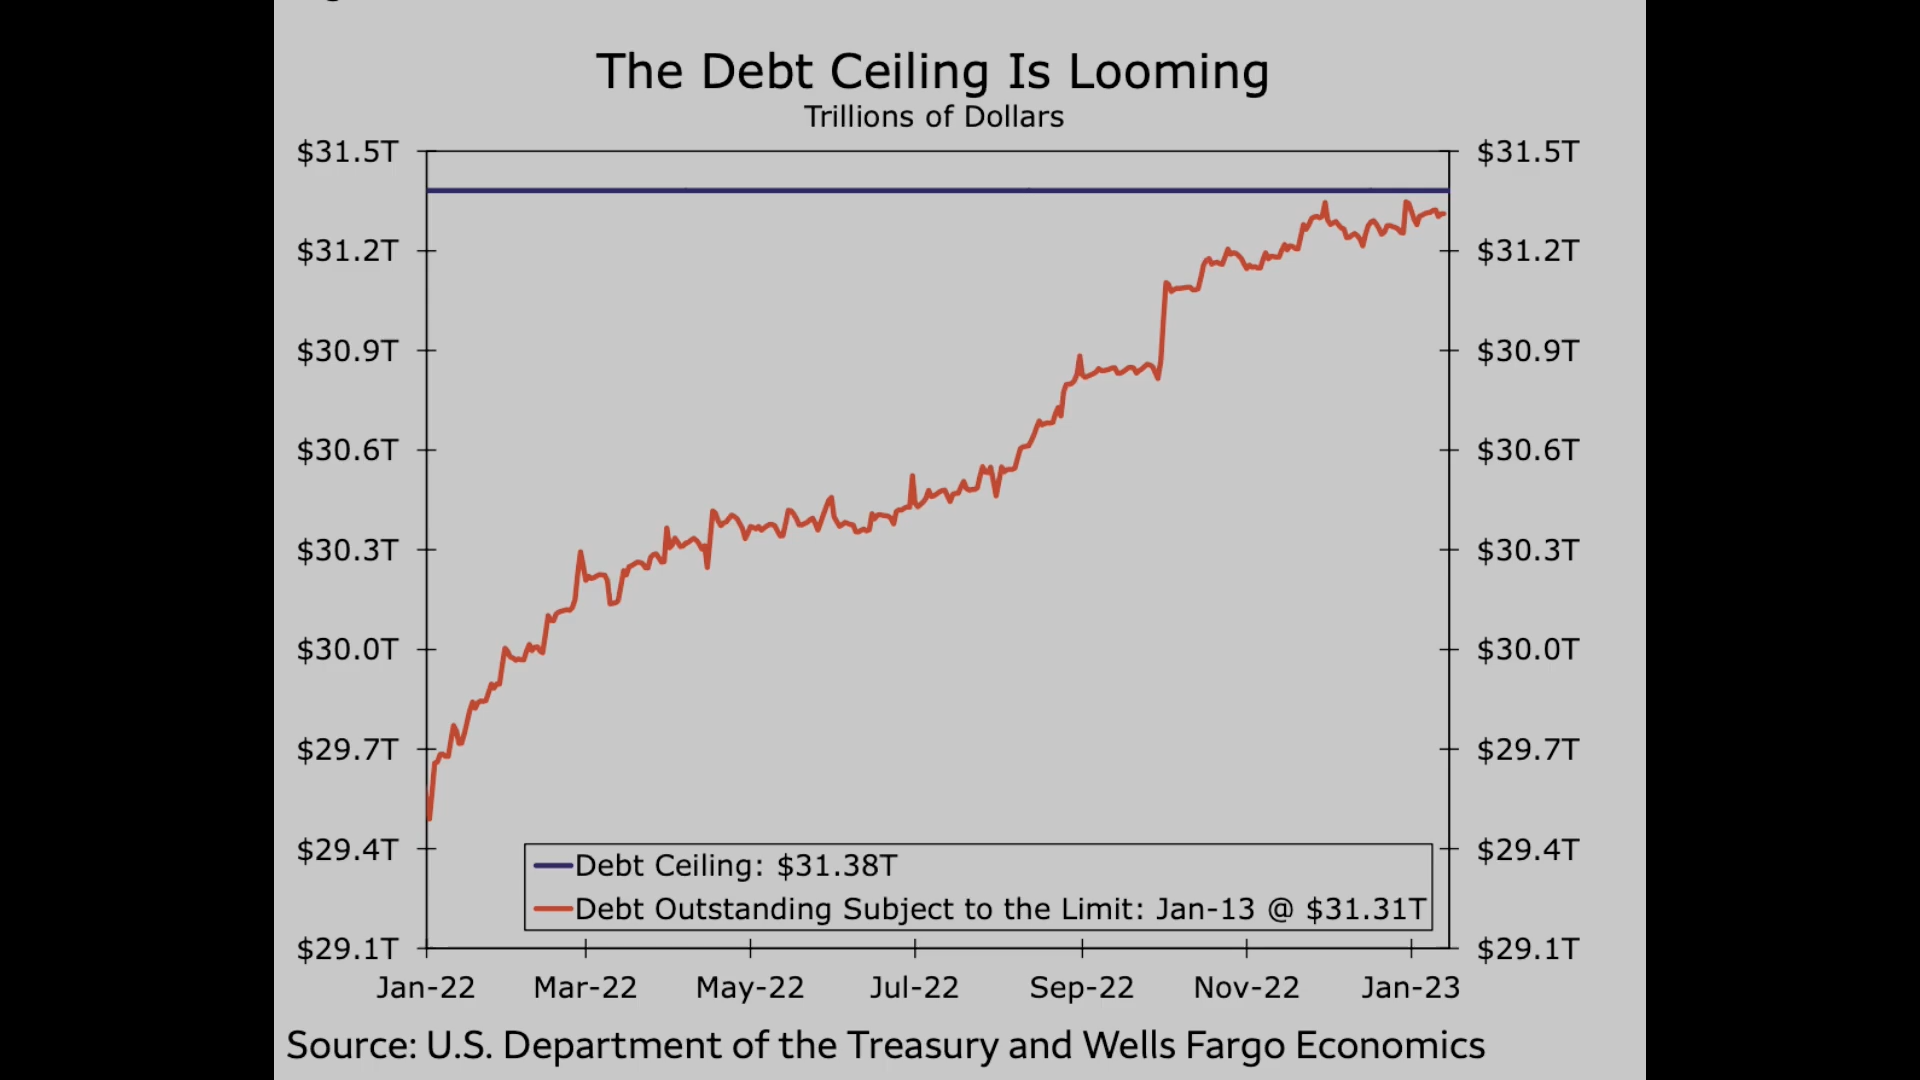 The Debt Ceiling Is Looming
Trillions of Dollars
$31.5T $31.5T
$31.2T $31.2T
$30.9T $30.9T
$30.6T $30.6T
$30.3T $30.3T
$30.0T $30.0T
$29.7T $29.7T
$29.4T $29.4T
Debt Ceiling: $31.38T
Debt Outstanding Subject to the Limit: Jan-13 @ $31.31T
$29.1T $29.1T
Jan-22 Mar-22 May-22 Jul-22 Sep-22 Nov-22 Jan-23
Source: U.S. Department of the Treasury and Wells Fargo Economics